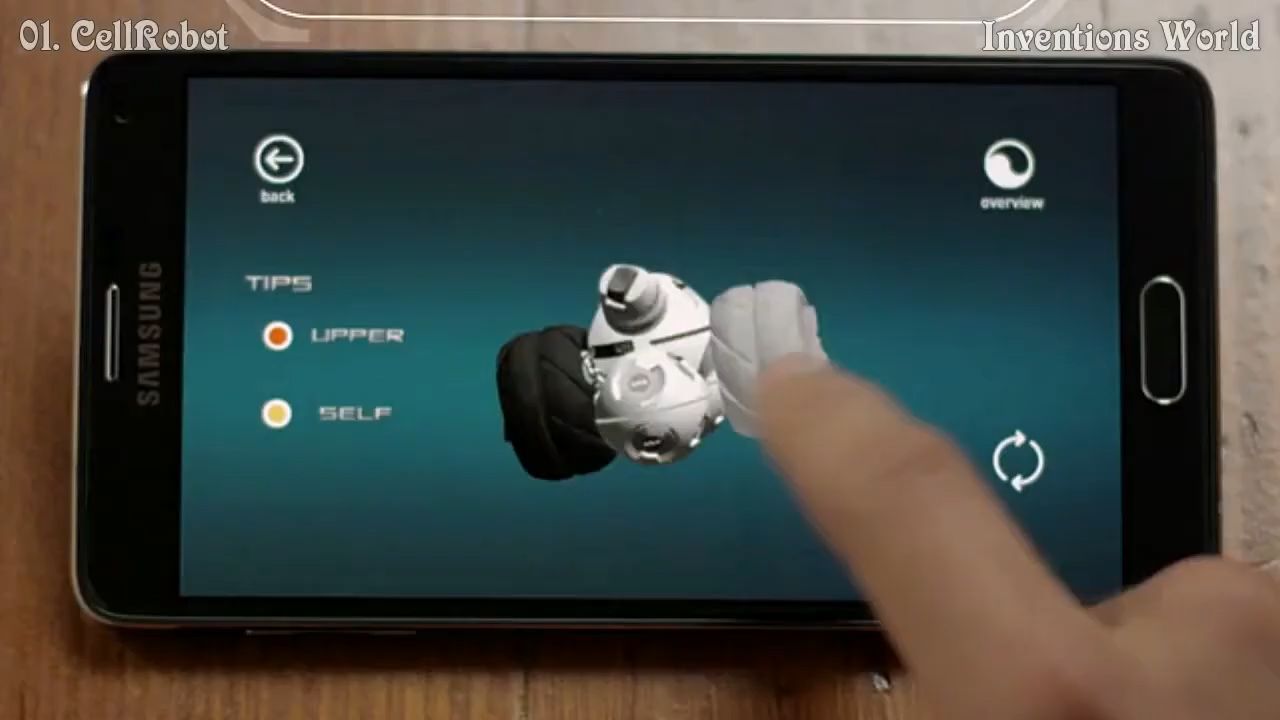 01. CellRobot
Inventions World
SAMSUNG
back
overview
TIPS
UPPER
SELF